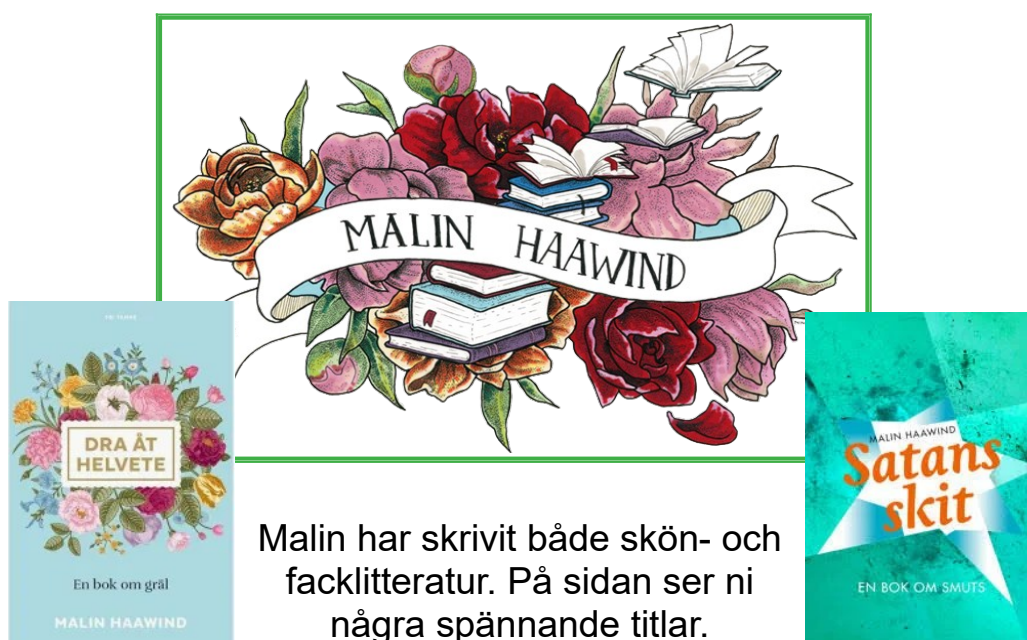 MALIN HAAWIND
DRA ÅT
HELVETE
En bok om gräl
MALIN HAAWIND
MALIN HAAWIND
Satans
skit
EN BOK OM SMUTS
Malin har skrivit både skön- och
facklitteratur. På sidan ser ni
några spännande titlar.